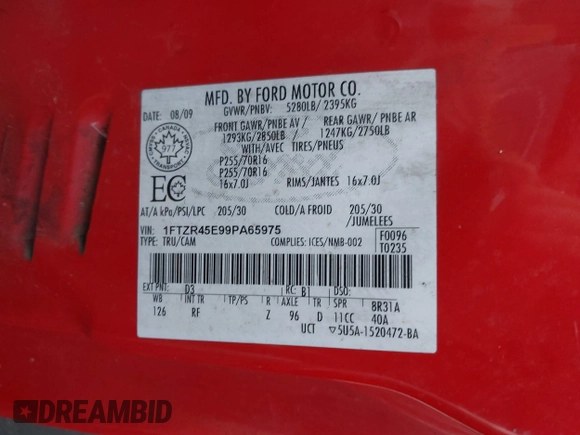 MFD. BY FORD MOTOR CO.
DATE: 08/09
GVWR/PNBV: 5280LB/ 2395KG
FRONT GAWR/PNBE AV / REAR GAWR/ PNBE AR
1293KG/2850LB 1247KG/2750LB
WITH/AVEC TIRES/PNEUS
P255/70R16
P255/70R16
16x7.0J RIMS/JANTES 16x7.0J
CANADA
977
TRANSPORT
EC
AT/A kPa/PSI/LPC 205/30 COLD/A FROID 205/30
/JUMELEES
VIN: 1FTZR45E99PA65975
TYPE: TRU/CAM COMPLIES: ICES/NMB-002
F0096
T0235
EXT PNT: D3 RC: B1 DSO:
WB INT TR TP/PS R AXLE TR SPR 8R31A
126 RF Z 96 D 11CC 40A
UCT ▽5U5A-1520472-BA
DREAMBID